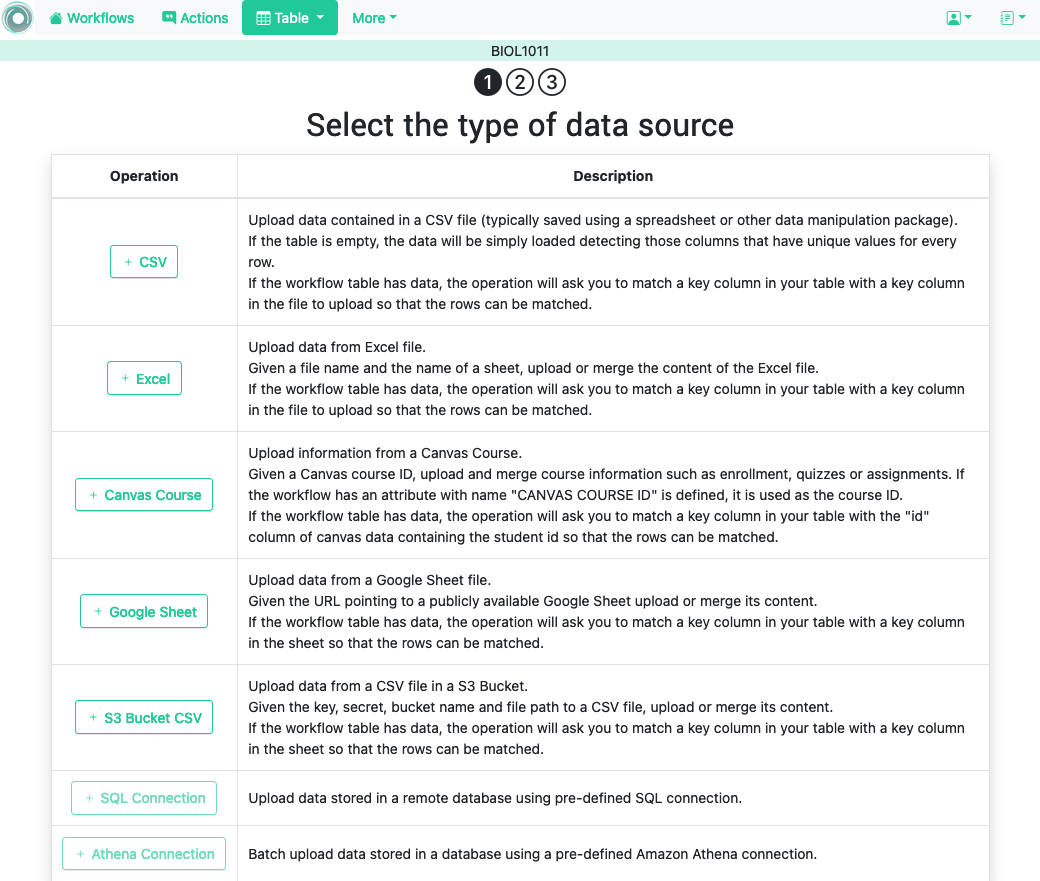 Workflows Actions Table More
BIOL1011
1 2 3
Select the type of data source
Operation Description
+ CSV
Upload data contained in a CSV file (typically saved using a spreadsheet or other data manipulation package).
If the table is empty, the data will be simply loaded detecting those columns that have unique values for every
row.
If the workflow table has data, the operation will ask you to match a key column in your table with a key column
in the file to upload so that the rows can be matched.
+ Excel
Upload data from Excel file.
Given a file name and the name of a sheet, upload or merge the content of the Excel file.
If the workflow table has data, the operation will ask you to match a key column in your table with a key column
in the file to upload so that the rows can be matched.
+ Canvas Course
Upload information from a Canvas Course.
Given a Canvas course ID, upload and merge course information such as enrollment, quizzes or assignments. If
the workflow has an attribute with name "CANVAS COURSE ID" is defined, it is used as the course ID.
If the workflow table has data, the operation will ask you to match a key column in your table with the "id"
column of canvas data containing the student id so that the rows can be matched.
+ Google Sheet
Upload data from a Google Sheet file.
Given the URL pointing to a publicly available Google Sheet upload or merge its content.
If the workflow table has data, the operation will ask you to match a key column in your table with a key column
in the sheet so that the rows can be matched.
+ S3 Bucket CSV
Upload data from a CSV file in a S3 Bucket.
Given the key, secret, bucket name and file path to a CSV file, upload or merge its content.
If the workflow table has data, the operation will ask you to match a key column in your table with a key column
in the sheet so that the rows can be matched.
+ SQL Connection
Upload data stored in a remote database using pre-defined SQL connection.
+ Athena Connection
Batch upload data stored in a database using a pre-defined Amazon Athena connection.